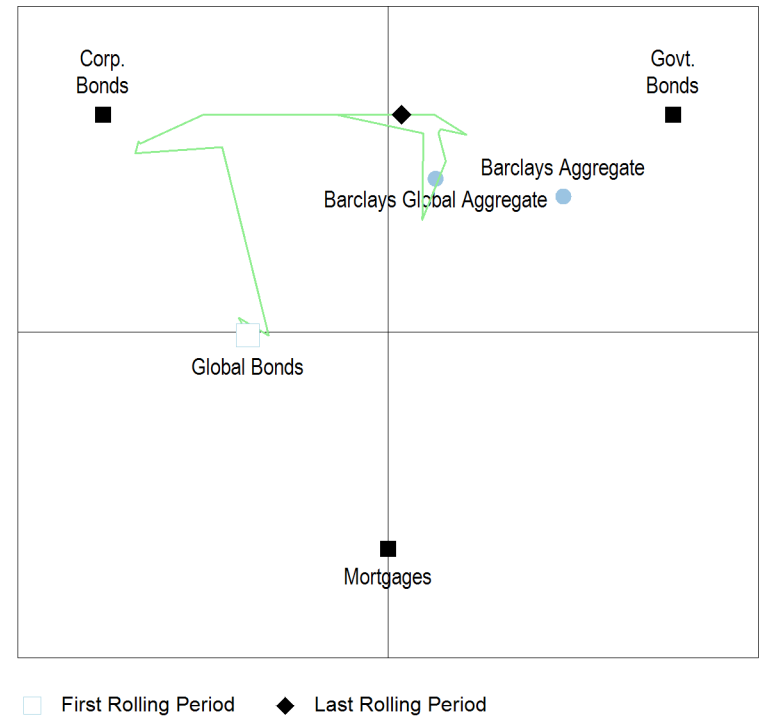 Corp.
Bonds
Govt.
Bonds
Barclays Aggregate
Barclays Global Aggregate
Global Bonds
Mortgages
First Rolling Period
Last Rolling Period